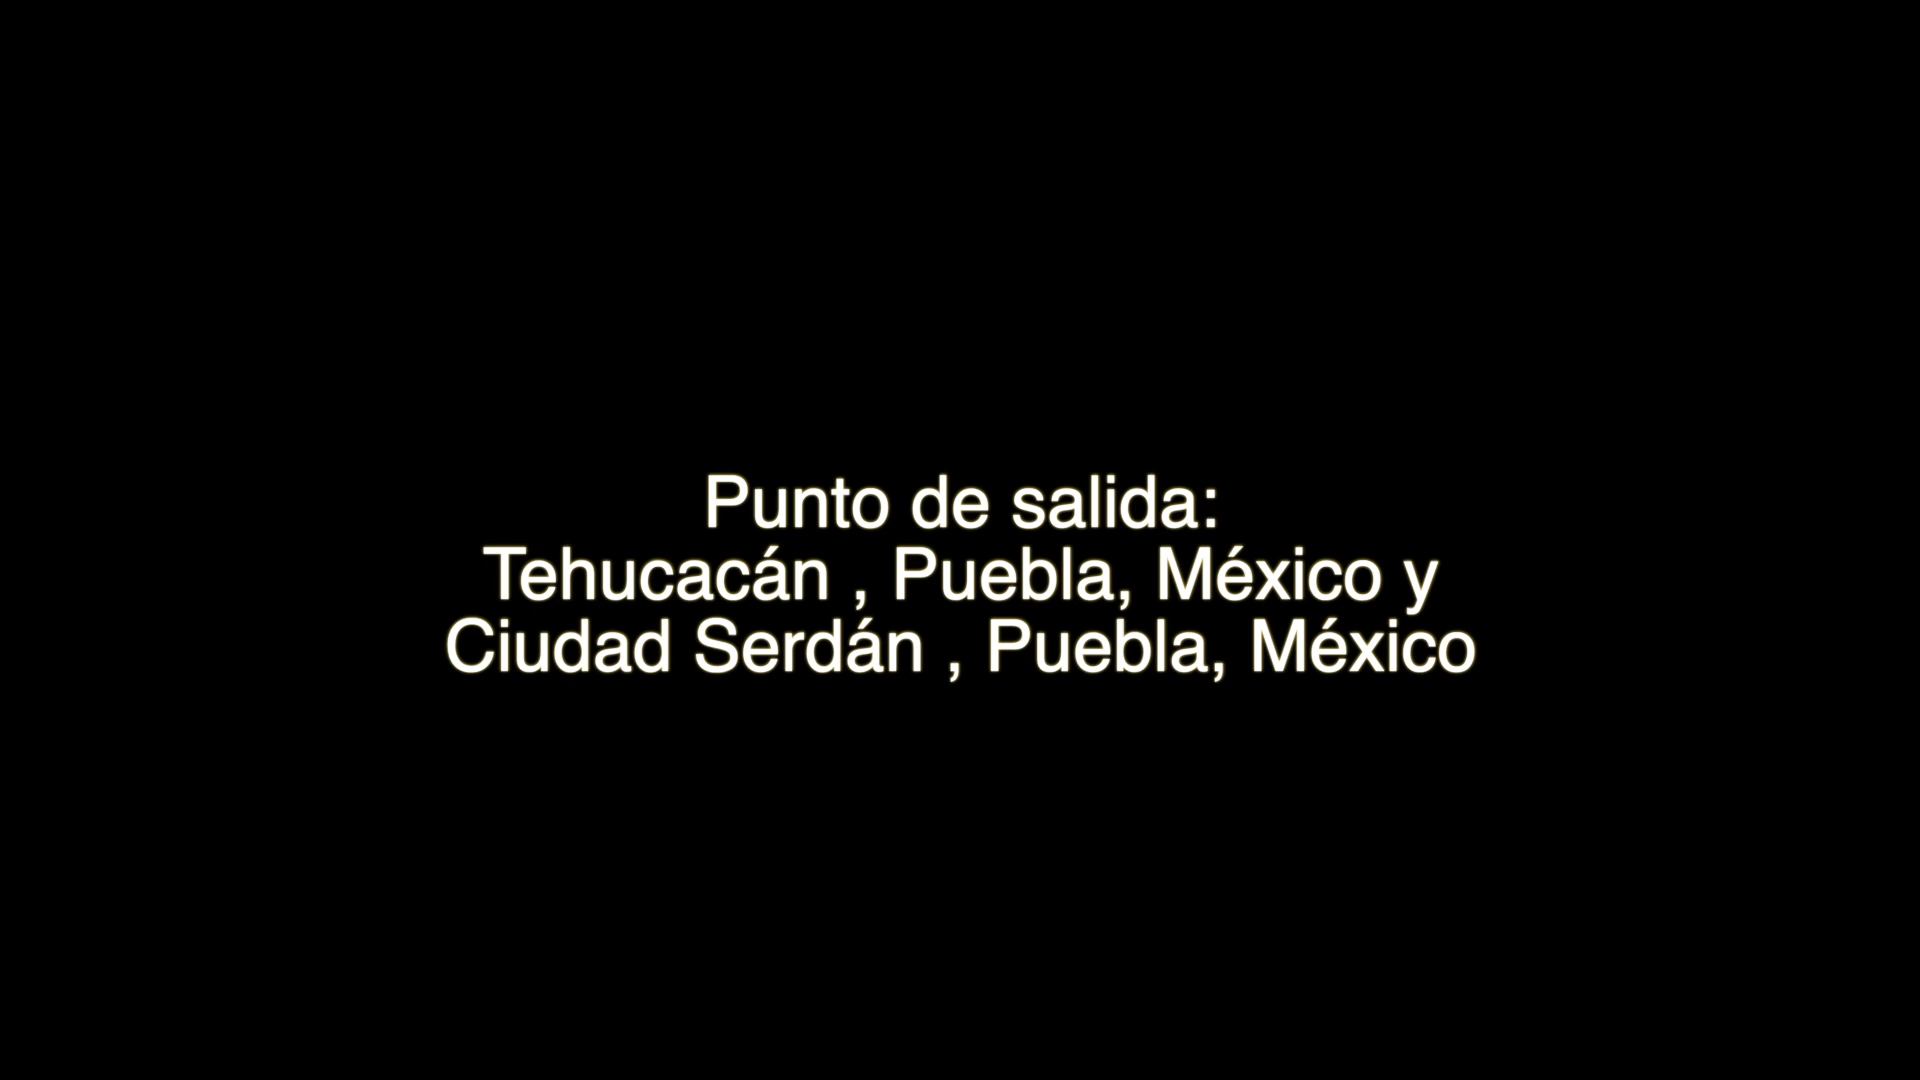 Punto de salida:
Tehucacán , Puebla, México y
Ciudad Serdán , Puebla, México